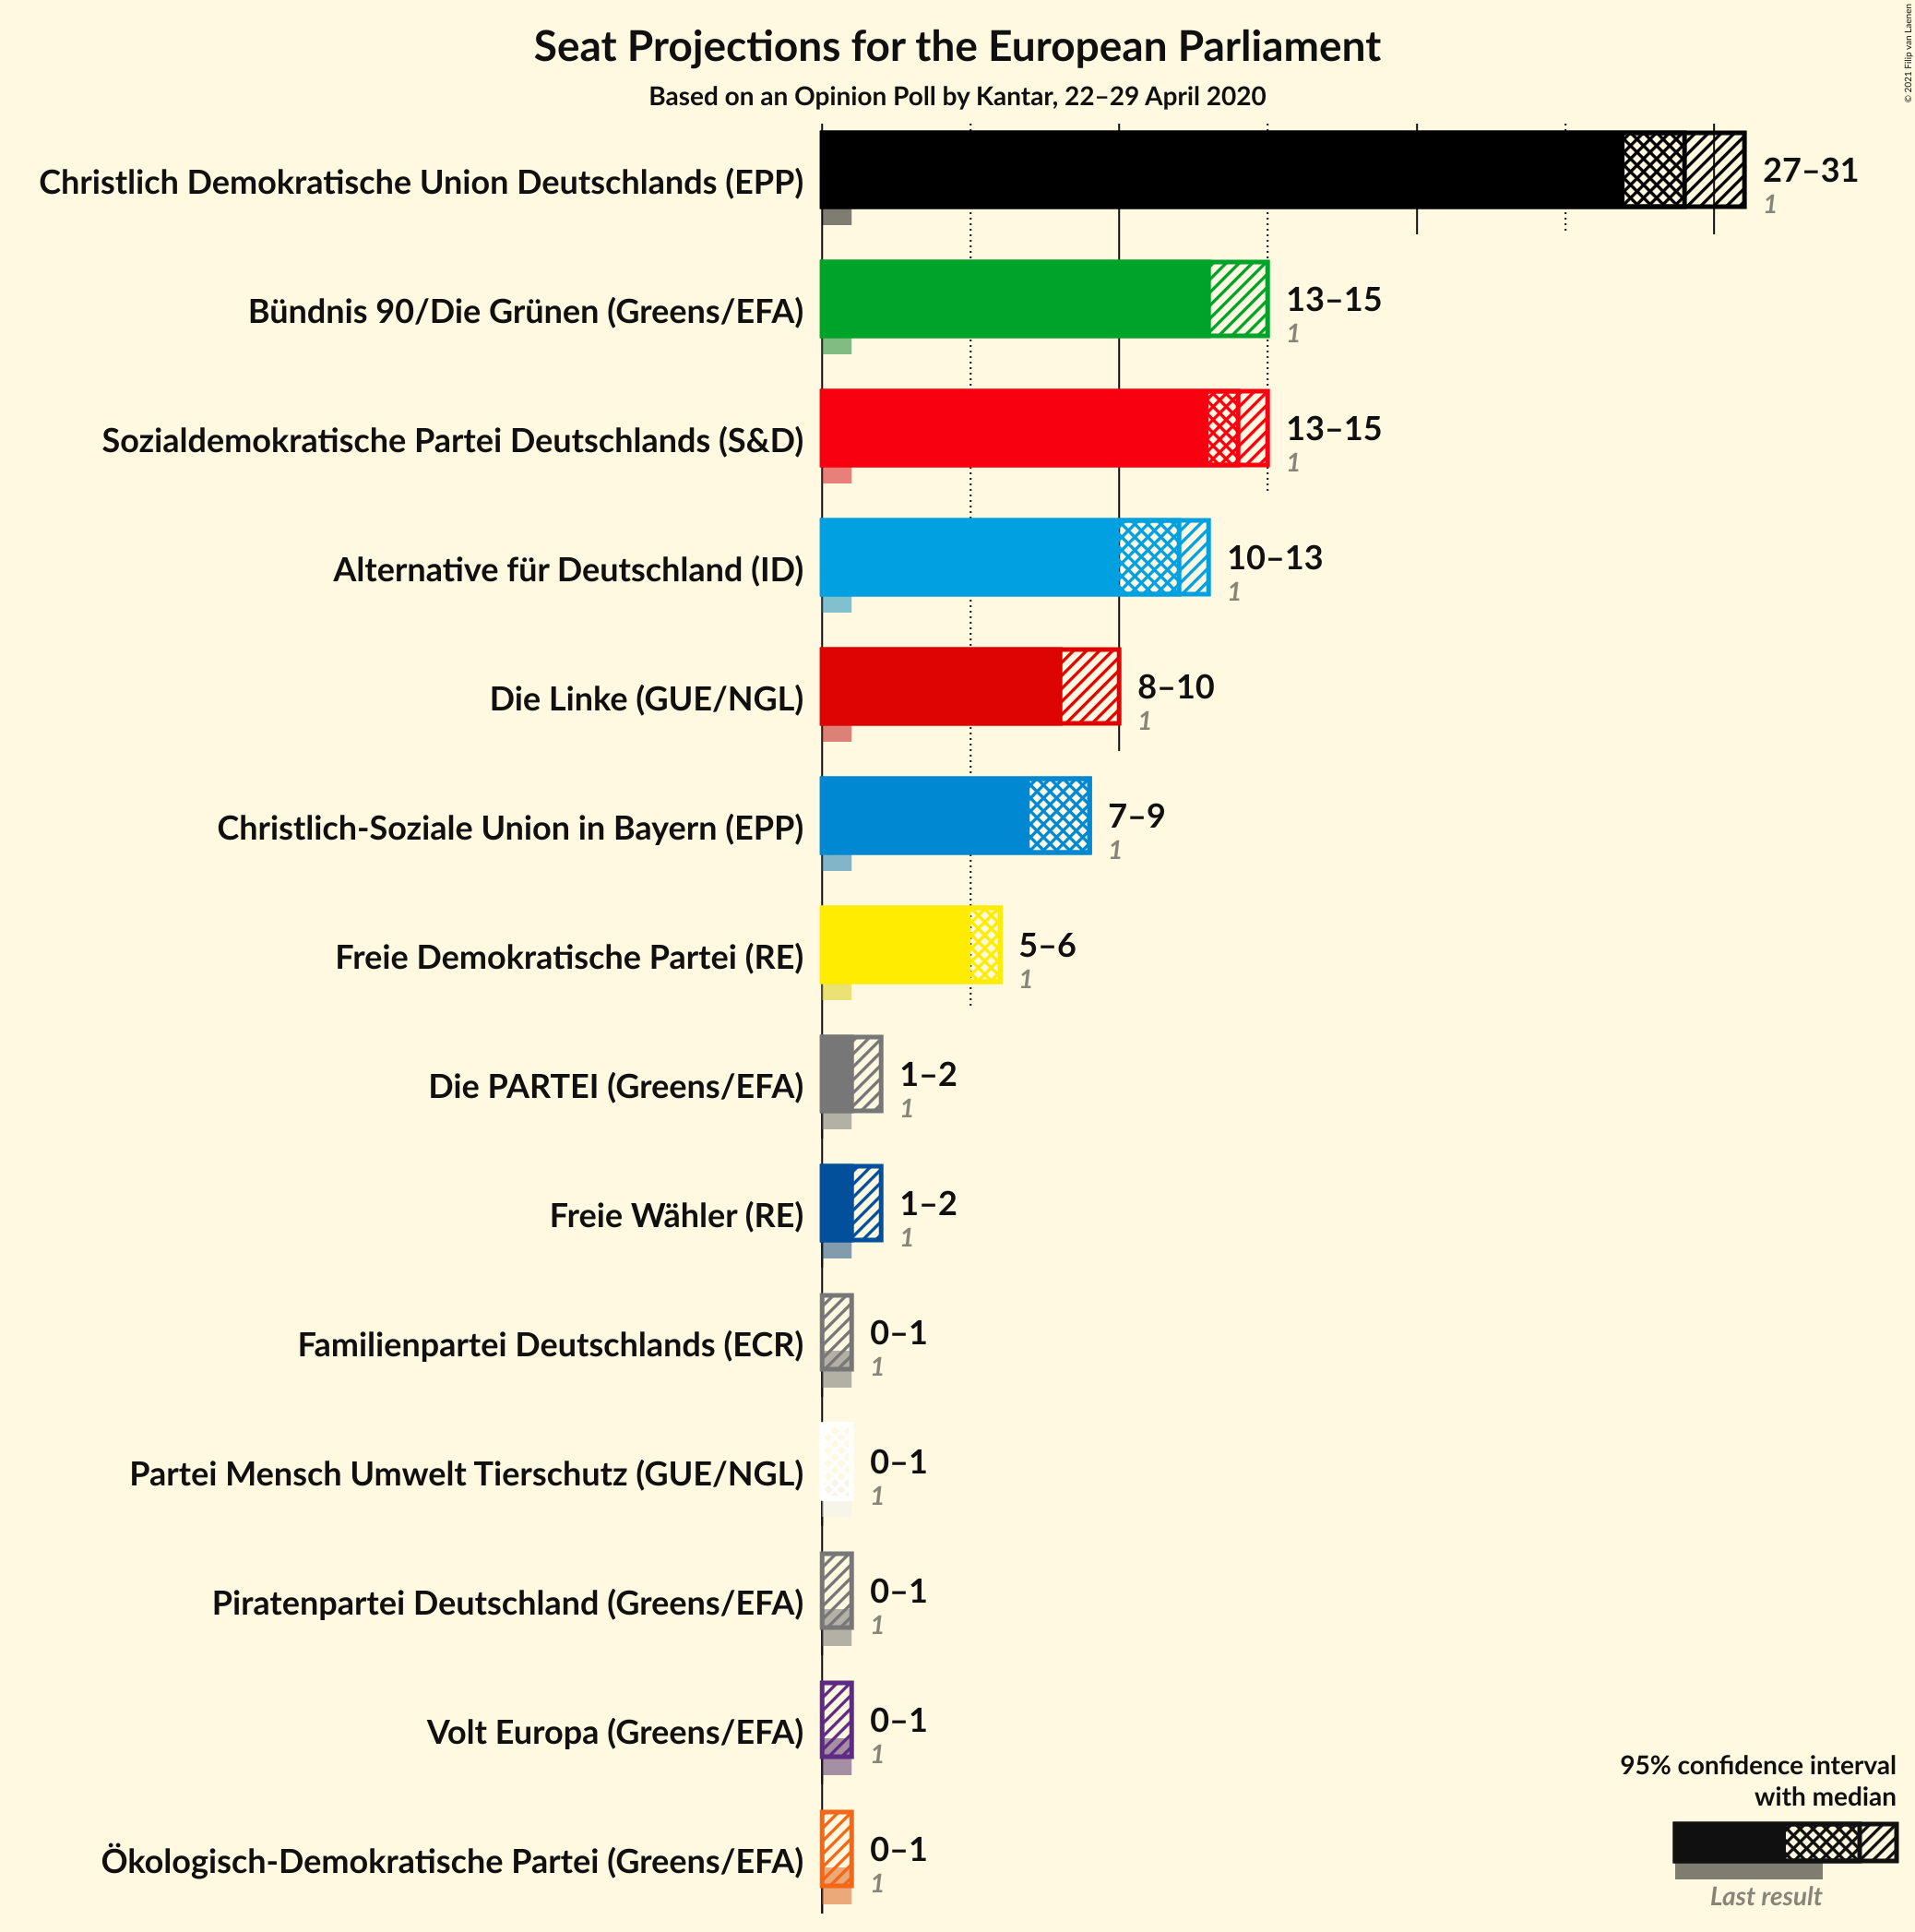 Seat Projections for the European Parliament
Based on an Opinion Poll by Kantar, 22–29 April 2020
© 2021 Filip van Laenen
Christlich Demokratische Union Deutschlands (EPP)
27–31
1
Bündnis 90/Die Grünen (Greens/EFA)
13–15
1
Sozialdemokratische Partei Deutschlands (S&D)
13–15
1
Alternative für Deutschland (ID)
10–13
1
Die Linke (GUE/NGL)
8–10
1
Christlich-Soziale Union in Bayern (EPP)
7–9
1
Freie Demokratische Partei (RE)
5–6
1
Die PARTEI (Greens/EFA)
1–2
1
Freie Wähler (RE)
1–2
1
Familienpartei Deutschlands (ECR)
0–1
1
Partei Mensch Umwelt Tierschutz (GUE/NGL)
0–1
1
Piratenpartei Deutschland (Greens/EFA)
0–1
1
Volt Europa (Greens/EFA)
0–1
1
Ökologisch-Demokratische Partei (Greens/EFA)
0–1
1
95% confidence interval
with median
Last result